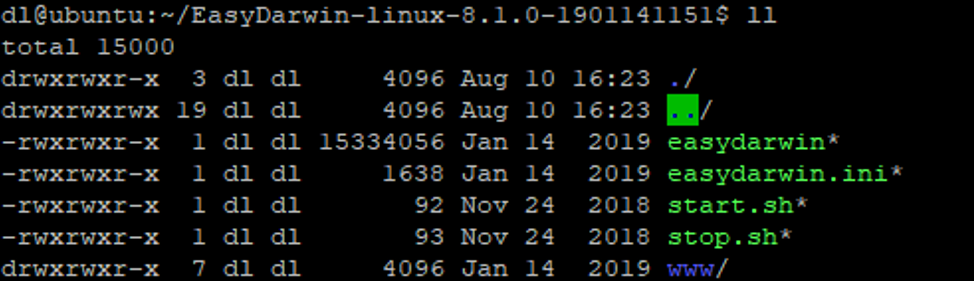 dl@ubuntu:~/EasyDarwin-linux-8.1.0-1901141151$ ll
total 15000
drwxrwxr-x  3 dl dl     4096 Aug 10 16:23 ./
drwxrwxrwx 19 dl dl     4096 Aug 10 16:23 ../
-rwxrwxr-x  1 dl dl 15334056 Jan 14  2019 easydarwin*
-rwxrwxr-x  1 dl dl     1638 Jan 14  2019 easydarwin.ini*
-rwxrwxr-x  1 dl dl       92 Nov 24  2018 start.sh*
-rwxrwxr-x  1 dl dl       93 Nov 24  2018 stop.sh*
drwxrwxr-x  7 dl dl     4096 Jan 14  2019 www/